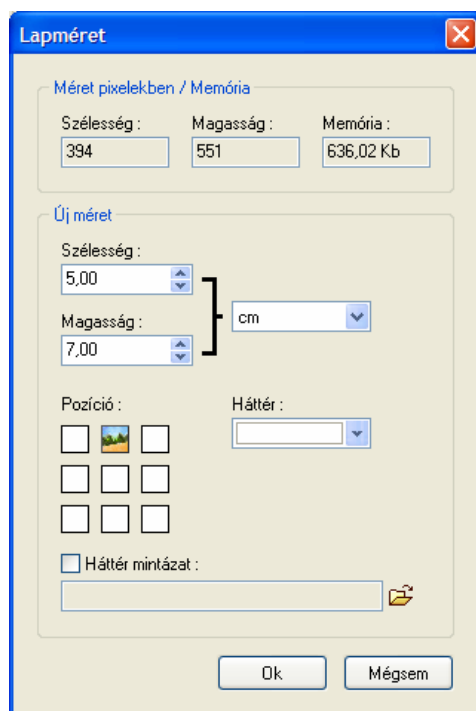 Lapméret
Méret pixelekben / Memória
Szélesség : Magasság : Memória :
394 551 636,02 Kb
Új méret
Szélesség :
5,00
cm
Magasság :
7,00
Pozíció : Háttér :
Háttér mintázat :
Ok Mégsem